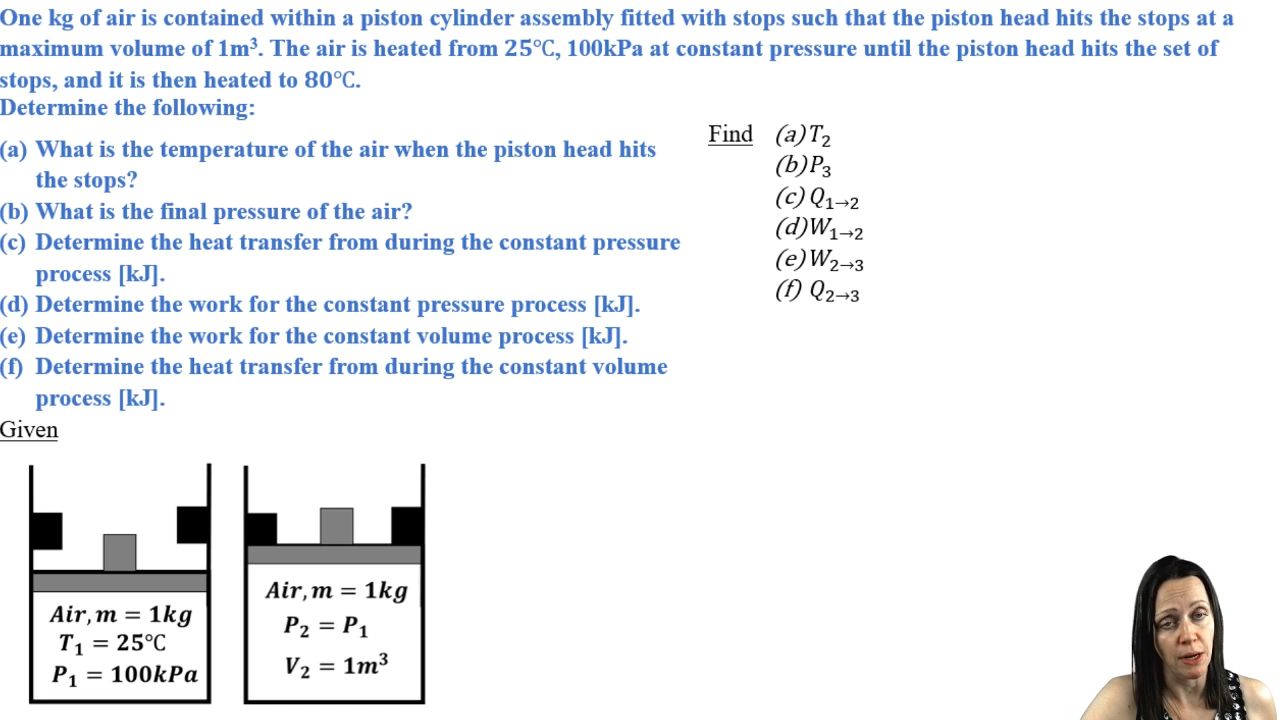 One kg of air is contained within a piston cylinder assembly fitted with stops such that the piston head hits the stops at a
maximum volume of 1m³. The air is heated from 25℃, 100kPa at constant pressure until the piston head hits the set of
stops, and it is then heated to 80℃.
Determine the following:
(a) What is the temperature of the air when the piston head hits
the stops?
(b) What is the final pressure of the air?
(c) Determine the heat transfer from during the constant pressure
process [kJ].
(d) Determine the work for the constant pressure process [kJ].
(e) Determine the work for the constant volume process [kJ].
(f) Determine the heat transfer from during the constant volume
process [kJ].
Find (a) T₂
(b) P₃
(c) Q₁→₂
(d) W₁→₂
(e) W₂→₃
(f) Q₂→₃
Given
Air, m = 1kg
T₁ = 25℃
P₁ = 100kPa
Air, m = 1kg
P₂ = P₁
V₂ = 1m³